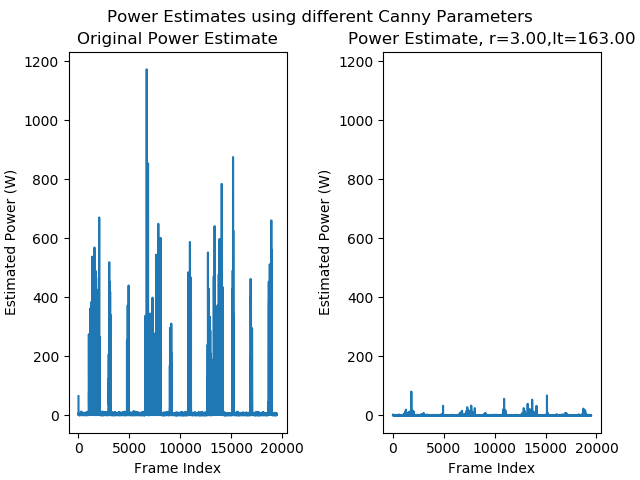 Power Estimates using different Canny Parameters
Original Power Estimate
1200
1000
800
600
400
200
0
Estimated Power (W)
0 5000 10000 15000 20000
Frame Index
Power Estimate, r=3.00,lt=163.00
1200
1000
800
600
400
200
0
Estimated Power (W)
0 5000 10000 15000 20000
Frame Index